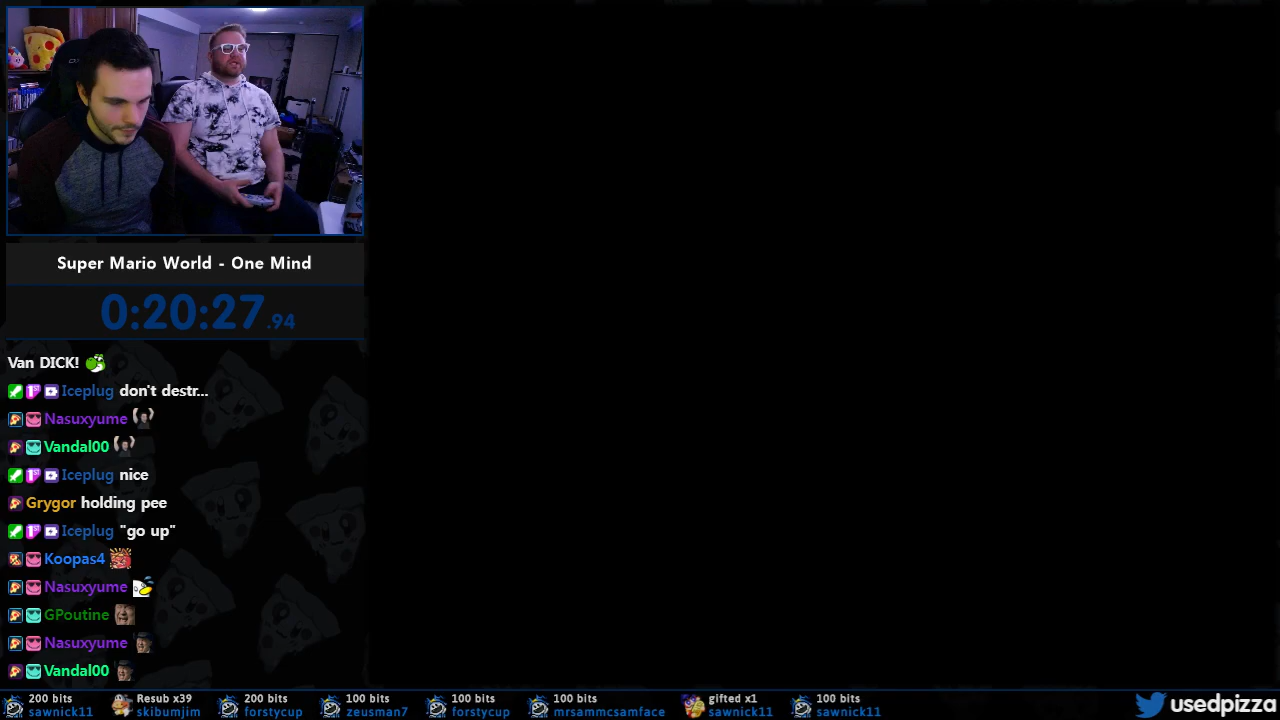 Super Mario World - One Mind
0:20:27.94
Van DICK!
Iceplug don't destr...
Nasuxyume
Vandal00
Iceplug nice
Grygor holding pee
Iceplug "go up"
Koopas4
Nasuxyume
GPoutine
Nasuxyume
Vandal00
200 bits
sawnick11
Resub x39
skibumjim
200 bits
forstycup
100 bits
zeusman7
100 bits
forstycup
100 bits
mrsammcsamface
gifted x1
sawnick11
100 bits
sawnick11
usedpizza